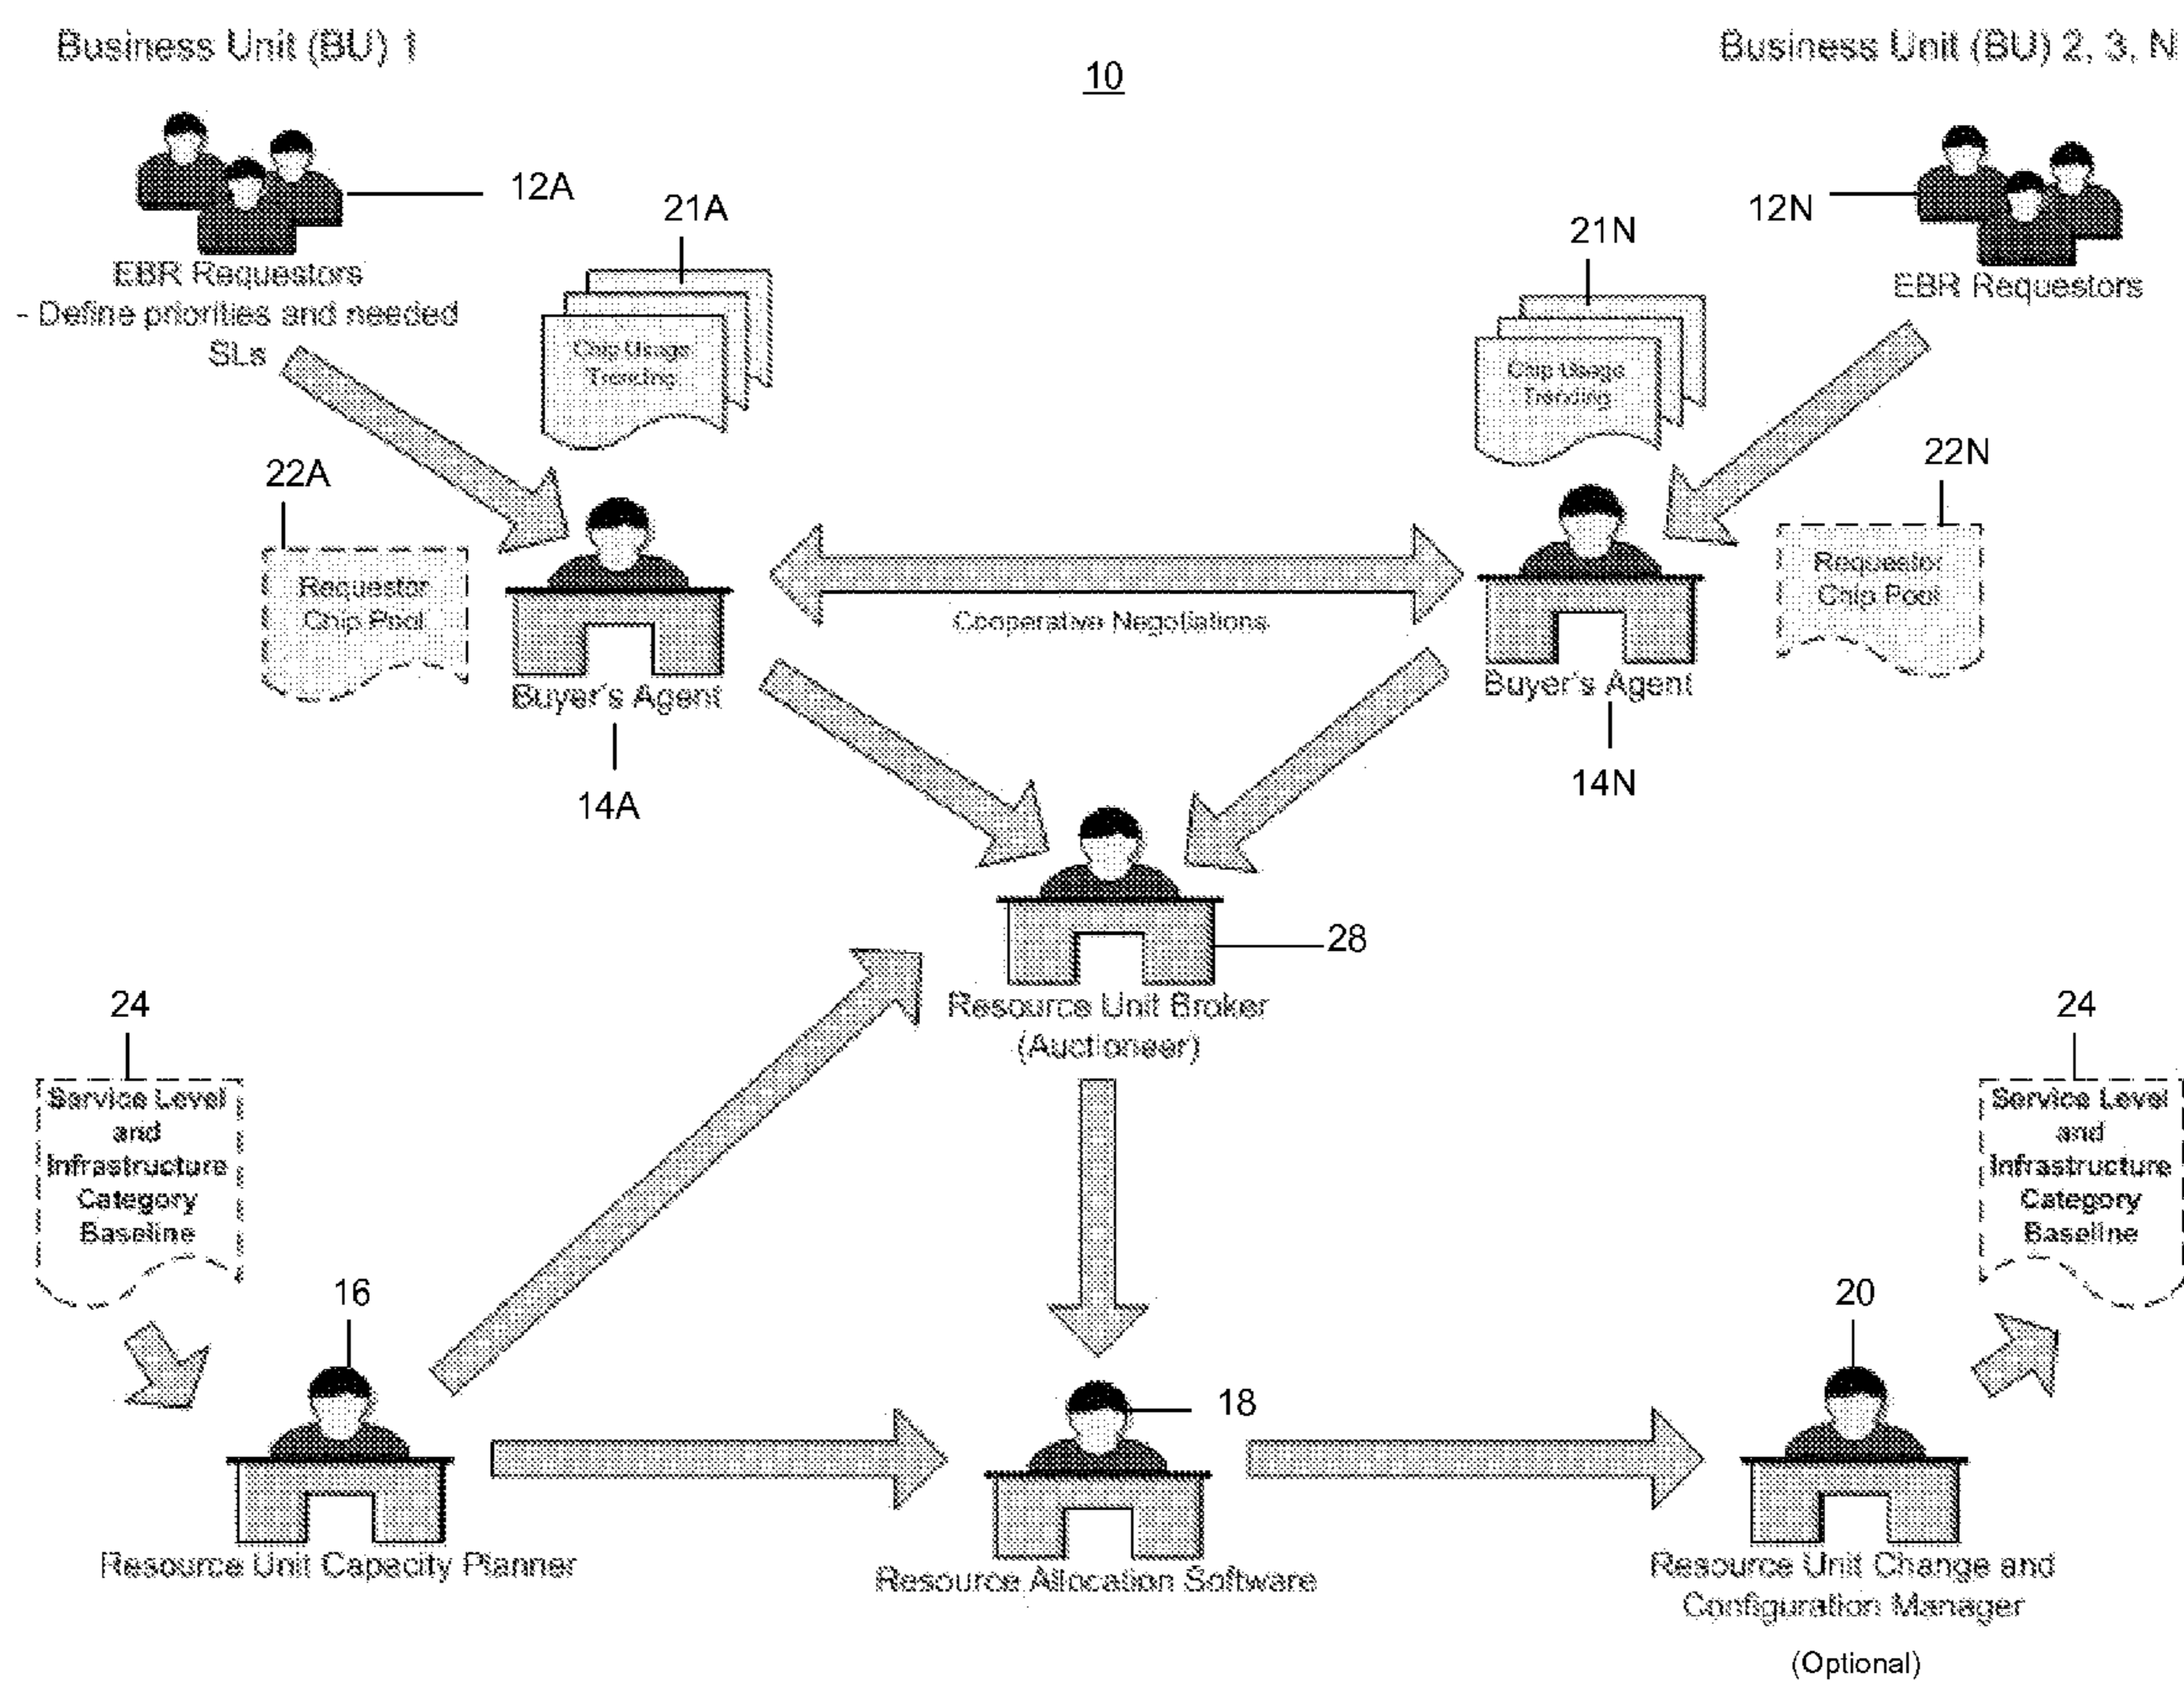 Business Unit (BU) 1
Business Unit (BU) 2, 3, N
10
12A
12N
EBR Requestors
- Define priorities and needed
SLs
EBR Requestors
21A
21N
Chip Usage
Trending
Chip Usage
Trending
22A
22N
Requestor
Chip Pool
Requestor
Chip Pool
Cooperative Negotiations
Buyer's Agent
Buyer's Agent
14A
14N
28
Resource Unit Broker
(Auctioneer)
24
24
Service Level
and
Infrastructure
Category
Baseline
Service Level
and
Infrastructure
Category
Baseline
16
18
20
Resource Unit Capacity Planner
Resource Allocation Software
Resource Unit Change and
Configuration Manager
(Optional)